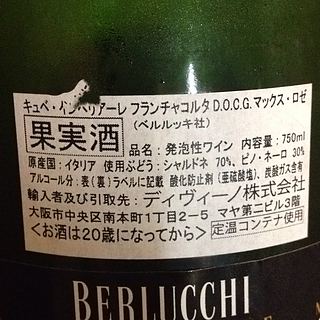 キュベ・インペリアーレ フランチャコルタ D.O.C.G. マックス・ロゼ
(ベルルッキ社)
果実酒
品名：発泡性ワイン 内容量：750ml
原産国：イタリア 使用ぶどう：シャルドネ 70%、ピノ・ネーロ 30%
アルコール分：表(裏)ラベルに記載 酸化防止剤(亜硫酸塩)、炭酸ガス含有
輸入者及び引取先：ディヴィーノ株式会社
大阪市中央区南本町1丁目2−5 マヤ第二ビル3階
<お酒は20歳になってから> 定温コンテナ使用
BERLUCCHI